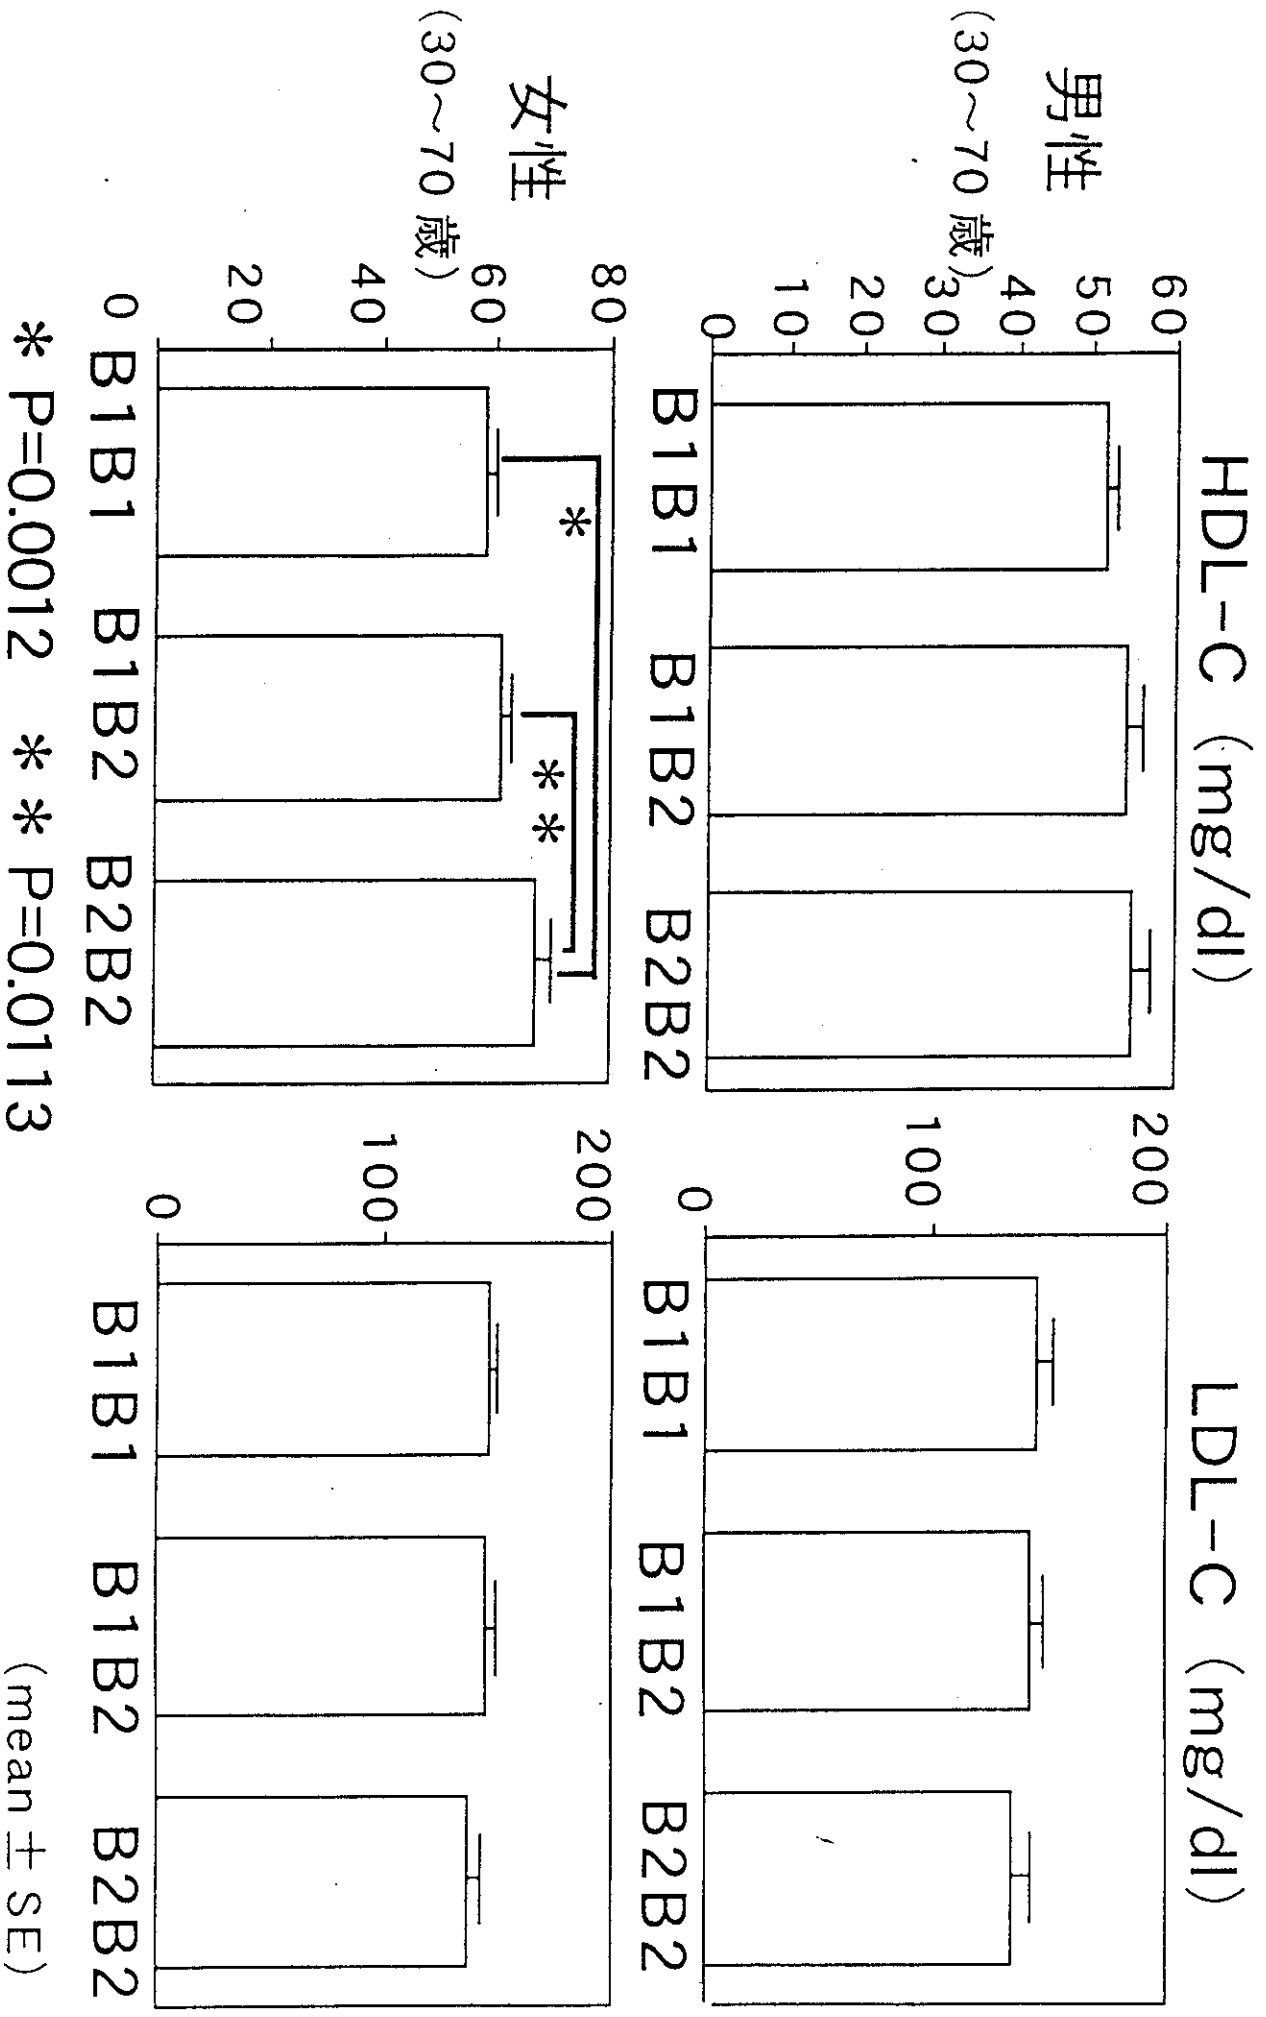 HDL-C (mg/dl)
LDL-C (mg/dl)
男性
(30~70 歳)
60
50
40
30
20
10
0
B1B1 B1B2 B2B2
200
100
0
B1B1 B1B2 B2B2
女性
(30~70 歳)
80
60
40
20
0
*
**
B1B1 B1B2 B2B2
200
100
0
B1B1 B1B2 B2B2
* P=0.0012 ** P=0.0113
(mean ± SE)